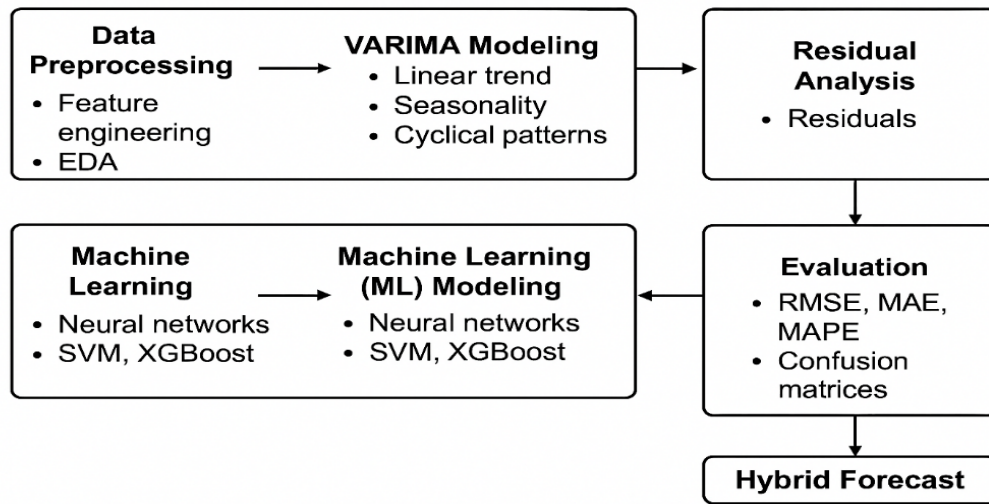 Data
Preprocessing
• Feature
engineering
• EDA
VARIMA Modeling
• Linear trend
• Seasonality
• Cyclical patterns
Residual
Analysis
• Residuals
Machine
Learning
• Neural networks
• SVM, XGBoost
Machine Learning
(ML) Modeling
• Neural networks
• SVM, XGBoost
Evaluation
• RMSE, MAE,
MAPE
• Confusion
matrices
Hybrid Forecast